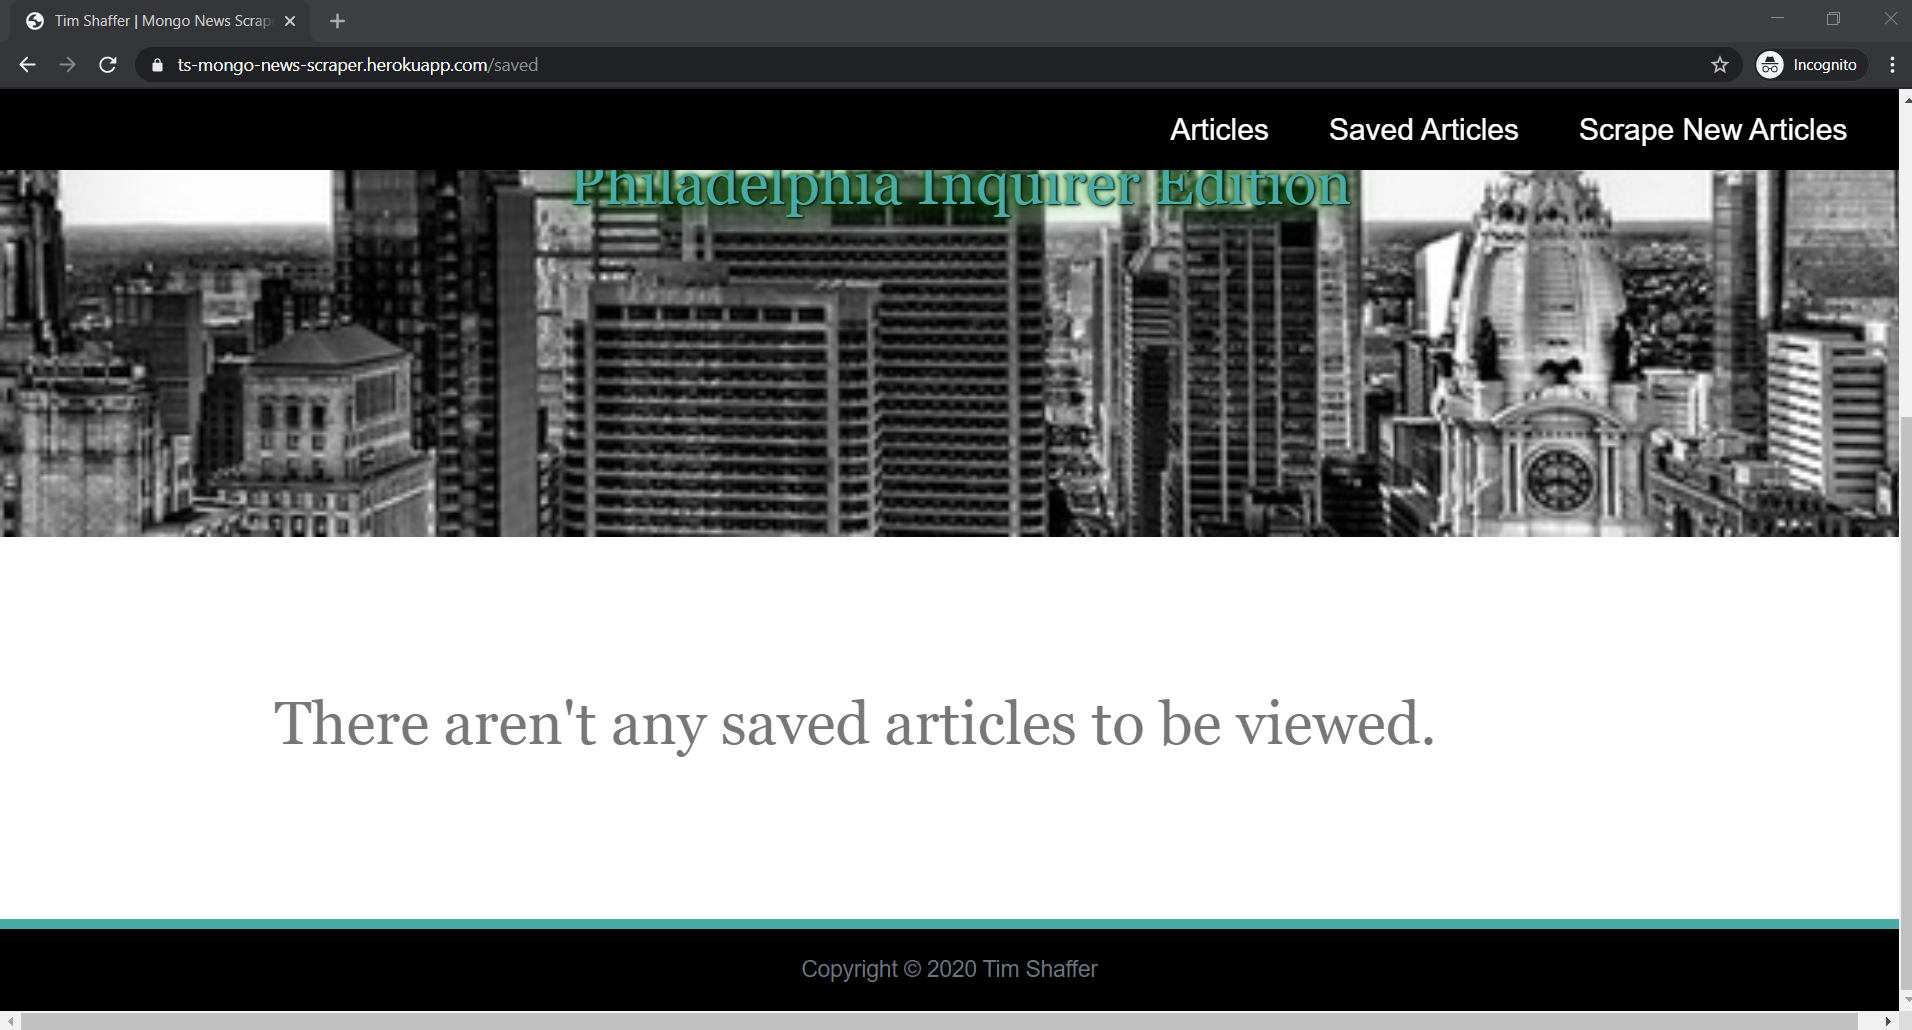 Tim Shaffer | Mongo News Scrap
ts-mongo-news-scraper.herokuapp.com/saved
Incognito
Articles Saved Articles Scrape New Articles
Philadelphia Inquirer Edition
There aren't any saved articles to be viewed.
Copyright © 2020 Tim Shaffer